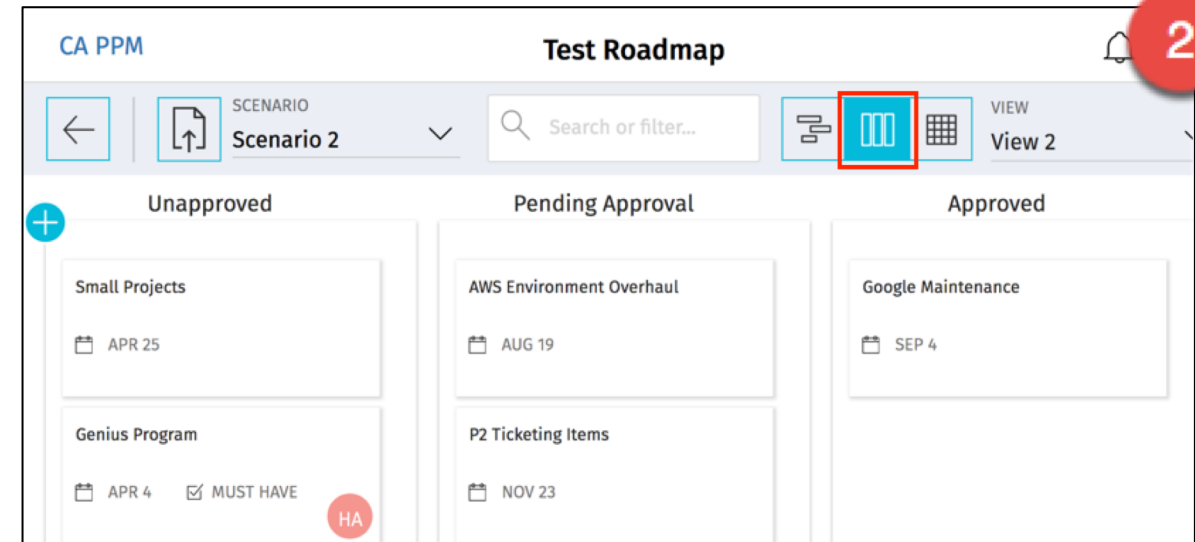 CA PPM
Test Roadmap
2
SCENARIO
Scenario 2
Search or filter...
VIEW
View 2
Unapproved
Pending Approval
Approved
Small Projects
APR 25
AWS Environment Overhaul
AUG 19
Google Maintenance
SEP 4
Genius Program
APR 4 MUST HAVE
HA
P2 Ticketing Items
NOV 23